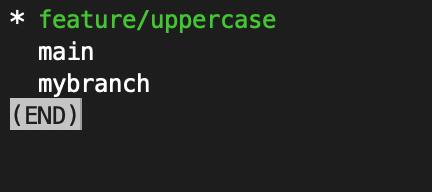 * feature/uppercase
  main
  mybranch
(END)